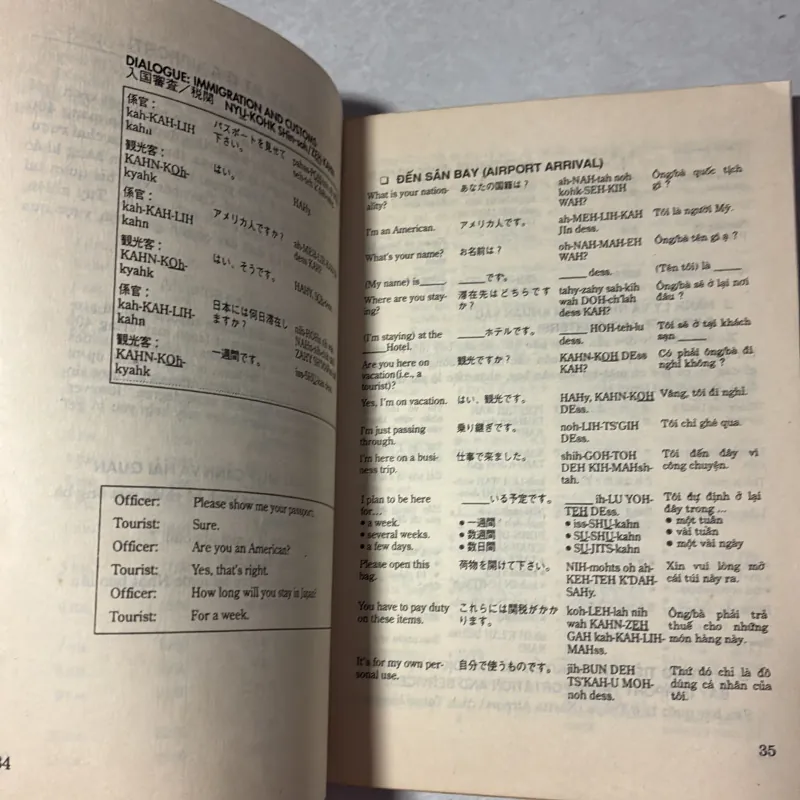 DIALOGUE: IMMIGRATION AND CUSTOMS
入国審査／税関 NYU-KOHK
係官：
kah-KAH-LIH
kahn
パスポートを見せて
下さい。
観光客：
KAHN-KOh-
kyahk
はい。
HAHy
係官：
kah-KAH-LIH
kahn
アメリカ人ですか？
dess KAH?
観光客：
KAHN-KOh-
kyahk
はい、そうです。
係官：
kah-KAH-LIH-
kahn
日本には何日滞在し
ますか？
観光客：
KAHN-KOh-
kyahk
一週間です。
Officer: Please show me your passport.
Tourist: Sure.
Officer: Are you an American?
Tourist: Yes, that's right.
Officer: How long will you stay in Japan?
Tourist: For a week.
34
❏ ĐẾN SÂN BAY (AIRPORT ARRIVAL)
What is your nation- あなたの国籍は？ ah-NAH-tah noh Ông/bà quốc tịch
ality? kohk-SEH-KIH gì ?
WAH?
I'm an American. アメリカ人です。 ah-MEH-LIH-KAH Tôi là người Mỹ.
JIn dess.
What's your name? お名前は？ oh-NAH-MAH-EH Ông/bà tên gì ạ ?
WAH?
(My name) is_____. _____です。 _____ dess. (Tên tôi) là _____
Where are you stay- 滞在先はどちらです tahy-zahy sah-kih Ông/bà sẽ ở lại nơi
ing? か？ wah DOH-ch'lah đâu ?
dess KAH?
(I'm staying) at the _____ホテルです。 _____ HOH-teh-lu Tôi sẽ ở tại khách
_____Hotel. dess. sạn _____
Are you here on 観光ですか？ KAHN-KOH DEss Có phải ông/bà đi
vacation(i.e., a KAH? nghỉ không ?
tourist)?
Yes, I'm on vacation. はい、観光です。 HAHy, KAHN-KOH Vâng, tôi đi nghỉ.
DEss.
I'm just passing 乗り継ぎです。 noh-LIH-TS'GIH Tôi chỉ ghé qua.
through. DEss.
I'm here on a busi- 仕事で来ました。 shih-GOH-TOH Tôi đến đây vì
ness trip. DEH KIH-MAHsh- công chuyện.
tah.
I plan to be here _____いる予定です。 _____ ih-LU YOH- Tôi dự định ở lại
for... TEH DEss. đây trong ...
• a week. • 一週間 • iss-SHU-kahn • một tuần
• several weeks. • 数週間 • SU-SHU-kahn • vài tuần
• a few days. • 数日間 • SU-JITS-kahn • một vài ngày
Please open this 荷物を開けて下さい。 NIH-mohts oh ah- Xin vui lòng mở
bag. KEH-TEH K'DAH- cái túi này ra.
SAHy.
You have to pay duty これらには関税がかか koh-LEH-lah nih Ông/bà phải trả
on these items. ります。 wah KAHN-ZEH thuế cho những
GAH kah-KAH-LIH- món hàng này.
MAHss.
It's for my own per- 自分で使うものです。 jih-BUN DEH Thứ đó chỉ là đồ
sonal use. TS'KAH-U MOH- dùng cá nhân của
noh dess. tôi.
35